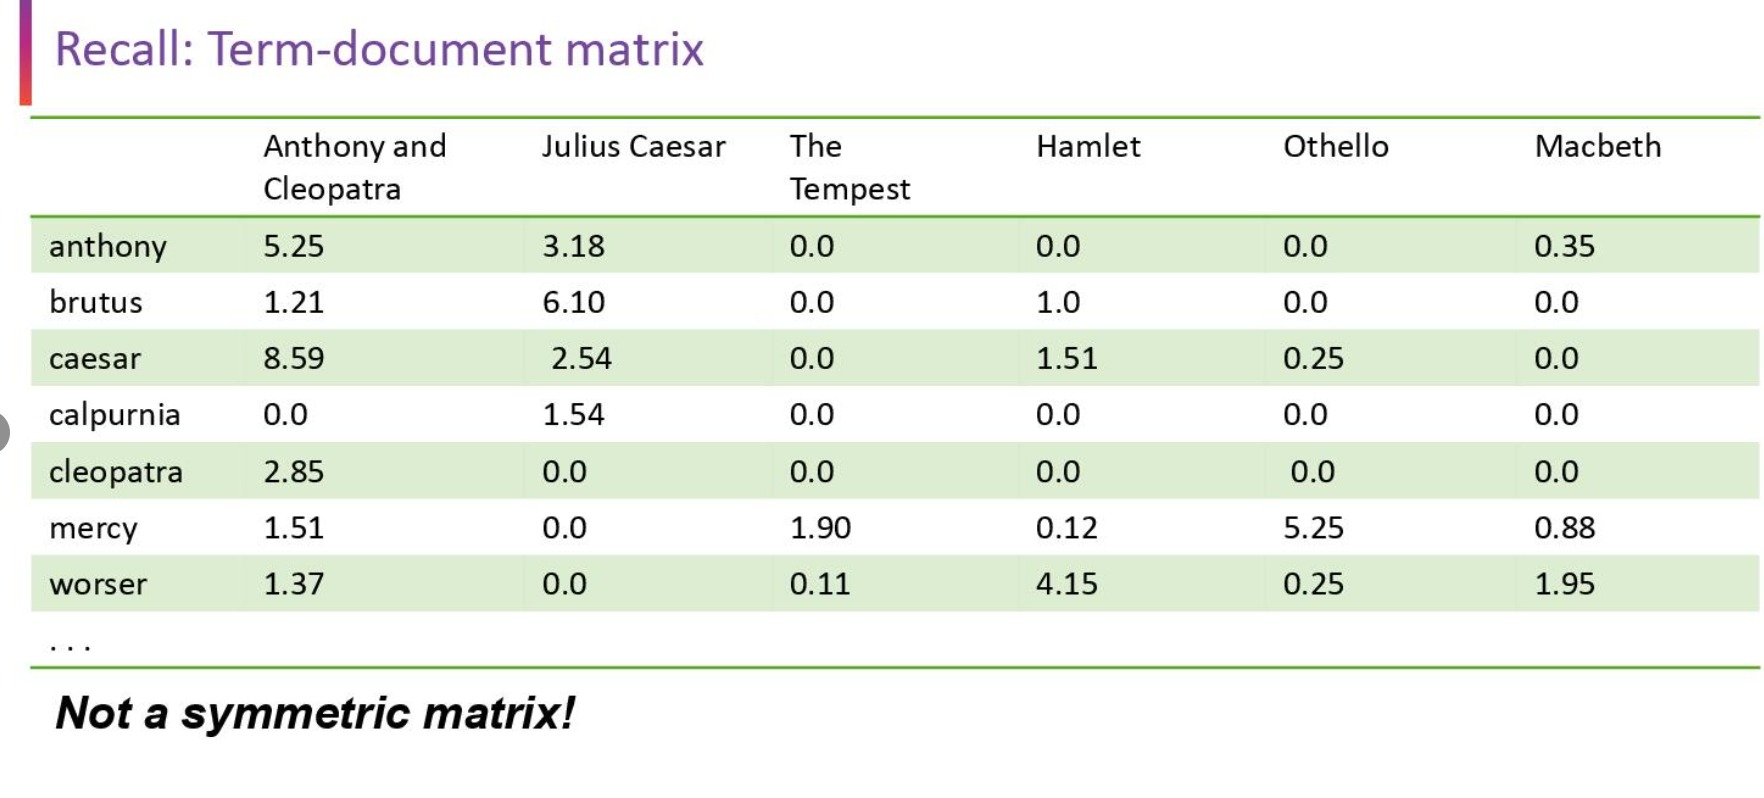 Recall: Term-document matrix
Anthony and Cleopatra Julius Caesar The Tempest Hamlet Othello Macbeth
anthony 5.25 3.18 0.0 0.0 0.0 0.35
brutus 1.21 6.10 0.0 1.0 0.0 0.0
caesar 8.59 2.54 0.0 1.51 0.25 0.0
calpurnia 0.0 1.54 0.0 0.0 0.0 0.0
cleopatra 2.85 0.0 0.0 0.0 0.0 0.0
mercy 1.51 0.0 1.90 0.12 5.25 0.88
worser 1.37 0.0 0.11 4.15 0.25 1.95
. . .
Not a symmetric matrix!